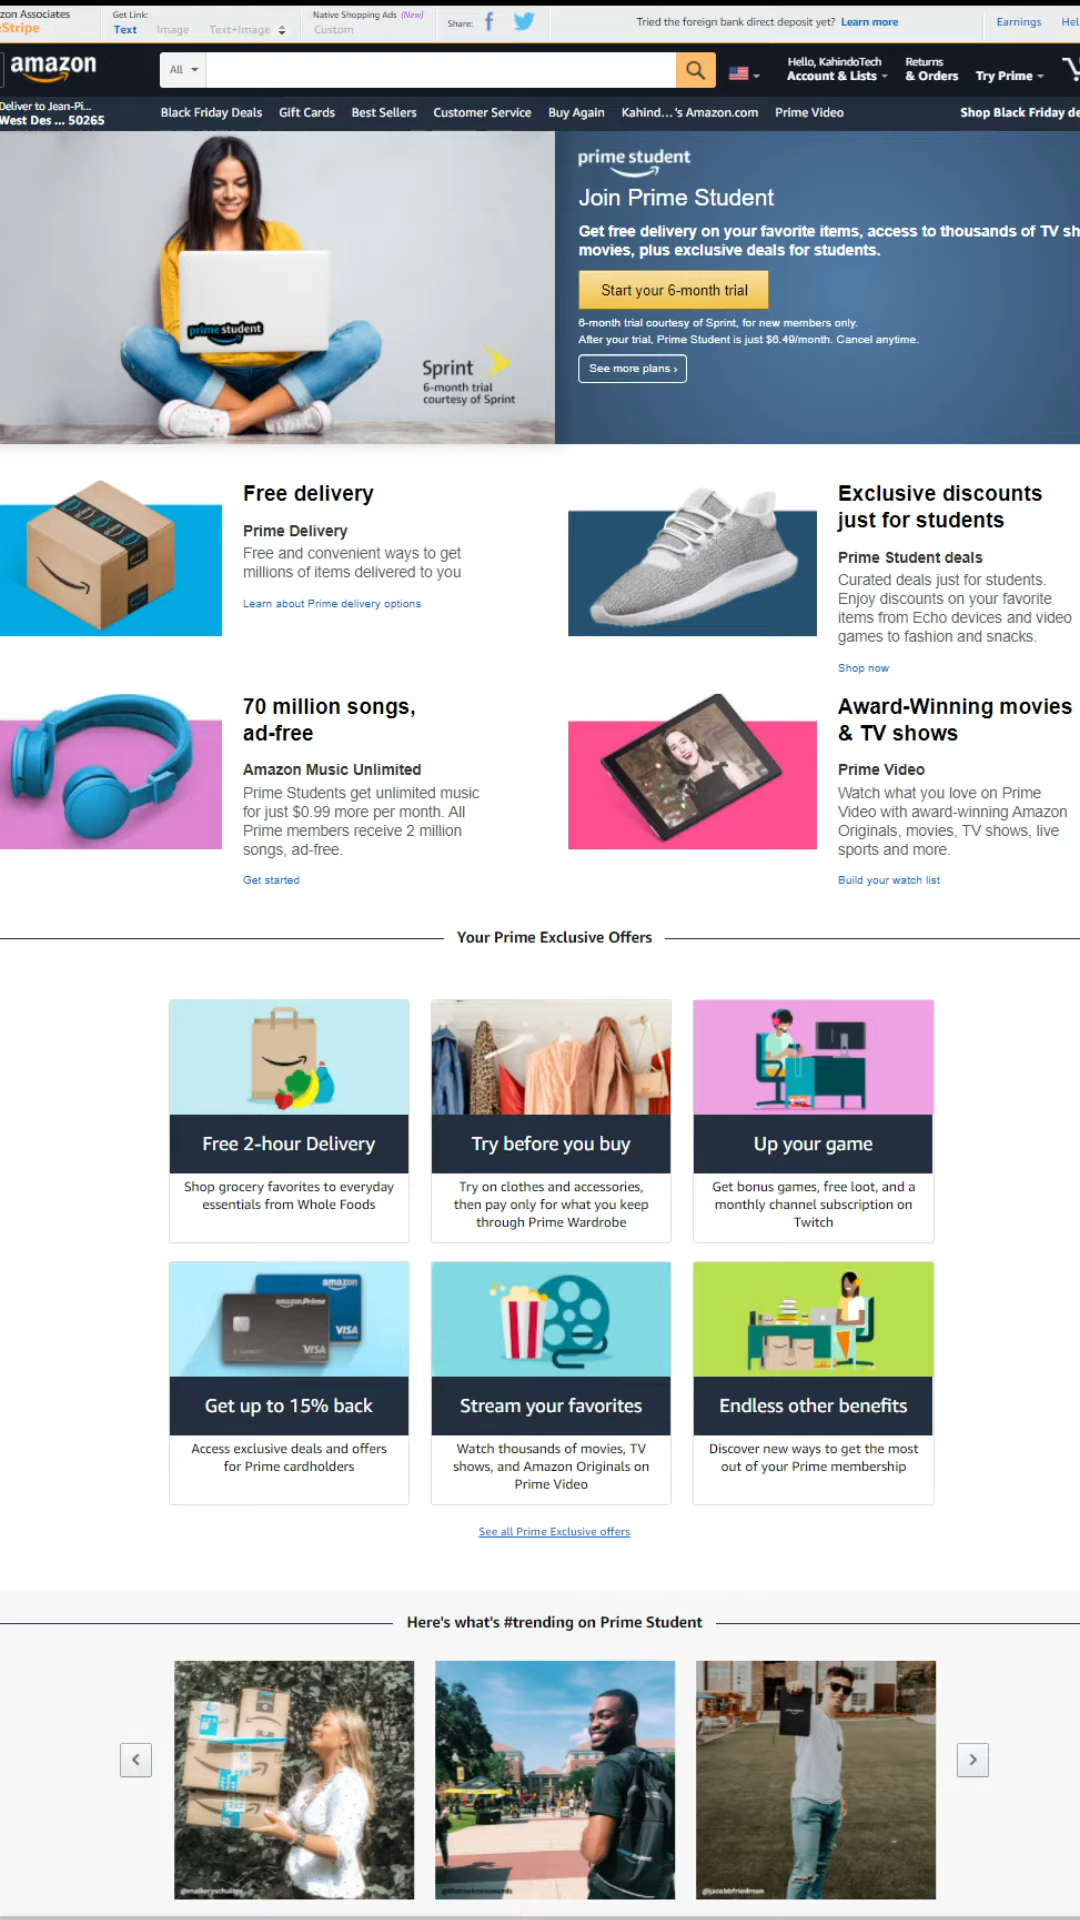 zon Associates
eStripe
Get Link:
Text Image Text+Image
Native Shopping Ads (New)
Custom
Share:
Tried the foreign bank direct deposit yet? Learn more
Earnings Hel
amazon
All
Hello, KahindoTech
Account & Lists
Returns
& Orders
Try Prime
Deliver to Jean-Pi...
West Des ... 50265
Black Friday Deals Gift Cards Best Sellers Customer Service Buy Again Kahind...'s Amazon.com Prime Video
Shop Black Friday de
prime student
Sprint
6-month trial
courtesy of Sprint
prime student
Join Prime Student
Get free delivery on your favorite items, access to thousands of TV sh
movies, plus exclusive deals for students.
Start your 6-month trial
6-month trial courtesy of Sprint, for new members only.
After your trial, Prime Student is just $6.49/month. Cancel anytime.
See more plans ›
Free delivery
Prime Delivery
Free and convenient ways to get
millions of items delivered to you
Learn about Prime delivery options
Exclusive discounts
just for students
Prime Student deals
Curated deals just for students.
Enjoy discounts on your favorite
items from Echo devices and video
games to fashion and snacks.
Shop now
70 million songs,
ad-free
Amazon Music Unlimited
Prime Students get unlimited music
for just $0.99 more per month. All
Prime members receive 2 million
songs, ad-free.
Get started
Award-Winning movies
& TV shows
Prime Video
Watch what you love on Prime
Video with award-winning Amazon
Originals, movies, TV shows, live
sports and more.
Build your watch list
Your Prime Exclusive Offers
Free 2-hour Delivery
Shop grocery favorites to everyday
essentials from Whole Foods
Try before you buy
Try on clothes and accessories,
then pay only for what you keep
through Prime Wardrobe
Up your game
Get bonus games, free loot, and a
monthly channel subscription on
Twitch
amazon
amazonPrime
VISA
VISA
Get up to 15% back
Access exclusive deals and offers
for Prime cardholders
Stream your favorites
Watch thousands of movies, TV
shows, and Amazon Originals on
Prime Video
Endless other benefits
Discover new ways to get the most
out of your Prime membership
See all Prime Exclusive offers
Here's what's #trending on Prime Student
@jacobbfriedman